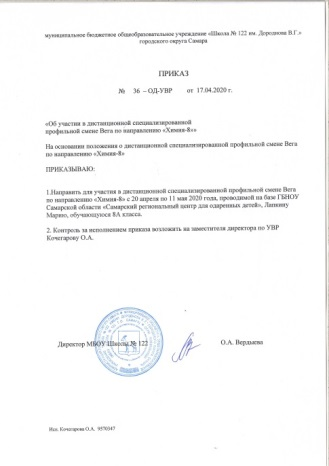 муниципальное бюджетное общеобразовательное учреждение «Школа № 122 им. Дороднова В.Г.»
городского округа Самара
ПРИКАЗ
№ 36 – ОД-УВР от 17.04.2020 г.
«Об участия в дистанционной специализированной
профильной смене Вега по направлению «Химия-8»»
На основании положения о дистанционной специализированной профильной смене Вега
по направлению «Химия-8»
ПРИКАЗЫВАЮ:
1.Направить для участия в дистанционной специализированной профильной смене Вега
по направлению «Химия-8» с 20 апреля по 11 мая 2020 года, проводимой на базе ГБНОУ
Самарской области «Самарский региональный центр для одаренных детей», Лапшину
Марию, обучающуюся 8А класса.
2. Контроль за исполнением приказа возложить на заместителя директора по УВР
Кочетарову О.А.
Директор МБОУ Школы № 122
О.А. Вердыева
Исп. Кочетарова О.А. 9570347